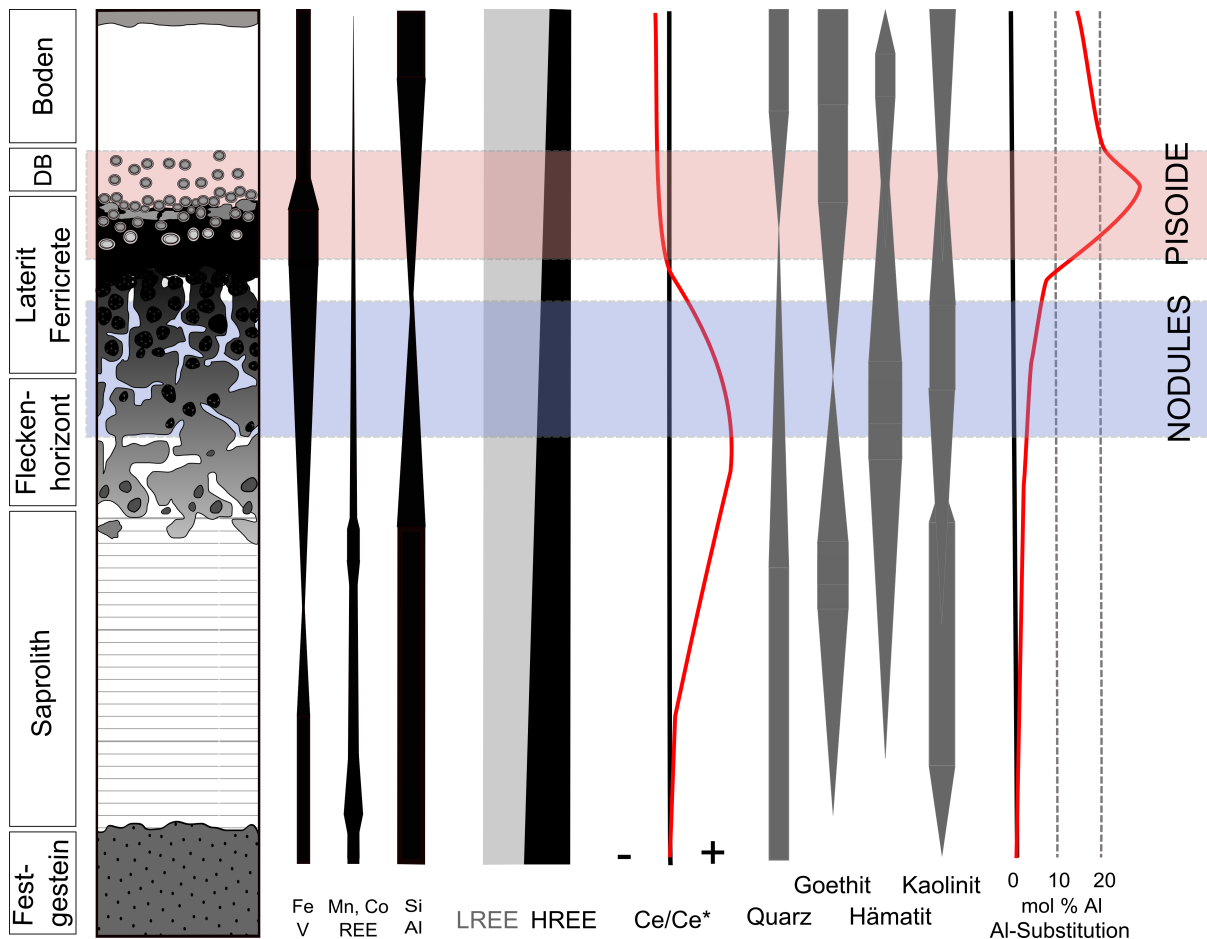 Boden
DB
Laterit
Ferricrete
Flecken-
horizont
Saprolith
Fest-
gestein
PISOIDE
NODULES
- +
Fe
V
Mn, Co
REE
Si
Al
LREE HREE
Ce/Ce*
Quarz
Goethit
Hämatit
Kaolinit
0 10 20
mol % Al
Al-Substitution